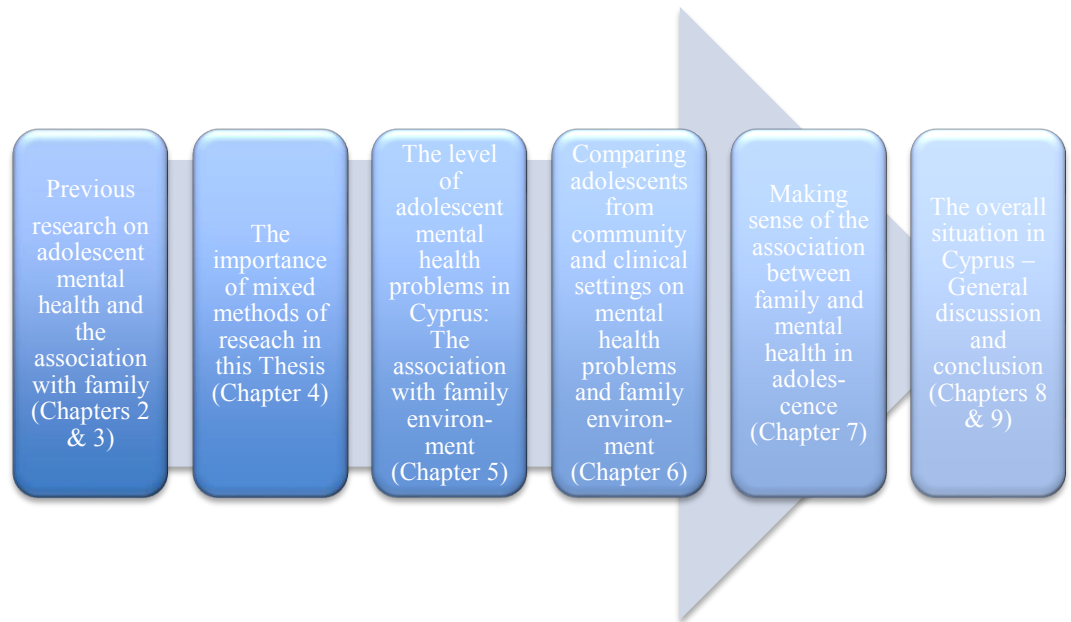 Previous
research on
adolescent
mental
health and
the
association
with family
(Chapters 2
& 3)
The
importance
of mixed
methods of
reseach in
this Thesis
(Chapter 4)
The level
of
adolescent
mental
health
problems in
Cyprus:
The
association
with family
environ-
ment
(Chapter 5)
Comparing
adolescents
from
community
and clinical
settings on
mental
health
problems
and family
environ-
ment
(Chapter 6)
Making
sense of the
association
between
family and
mental
health in
adoles-
cence
(Chapter 7)
The overall
situation in
Cyprus –
General
discussion
and
conclusion
(Chapters 8
& 9)